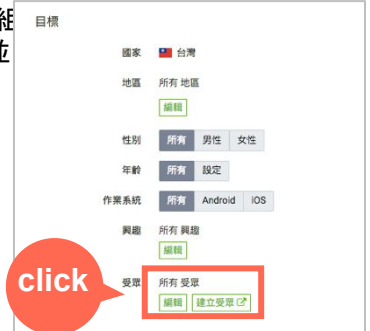 組
並
目標
國家 台灣
地區 所有 地區
編輯
性別 所有 男性 女性
年齡 所有 設定
作業系統 所有 Android iOS
興趣 所有 興趣
編輯
click
受眾 所有 受眾
編輯 建立受眾